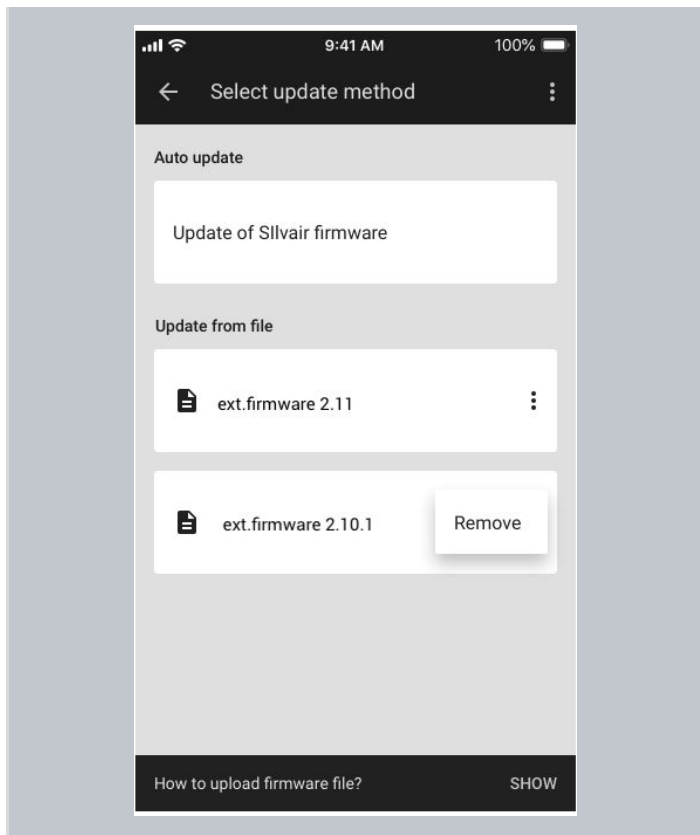 9:41 AM 100%
Select update method
Auto update
Update of SIlvair firmware
Update from file
ext.firmware 2.11
ext.firmware 2.10.1 Remove
How to upload firmware file? SHOW